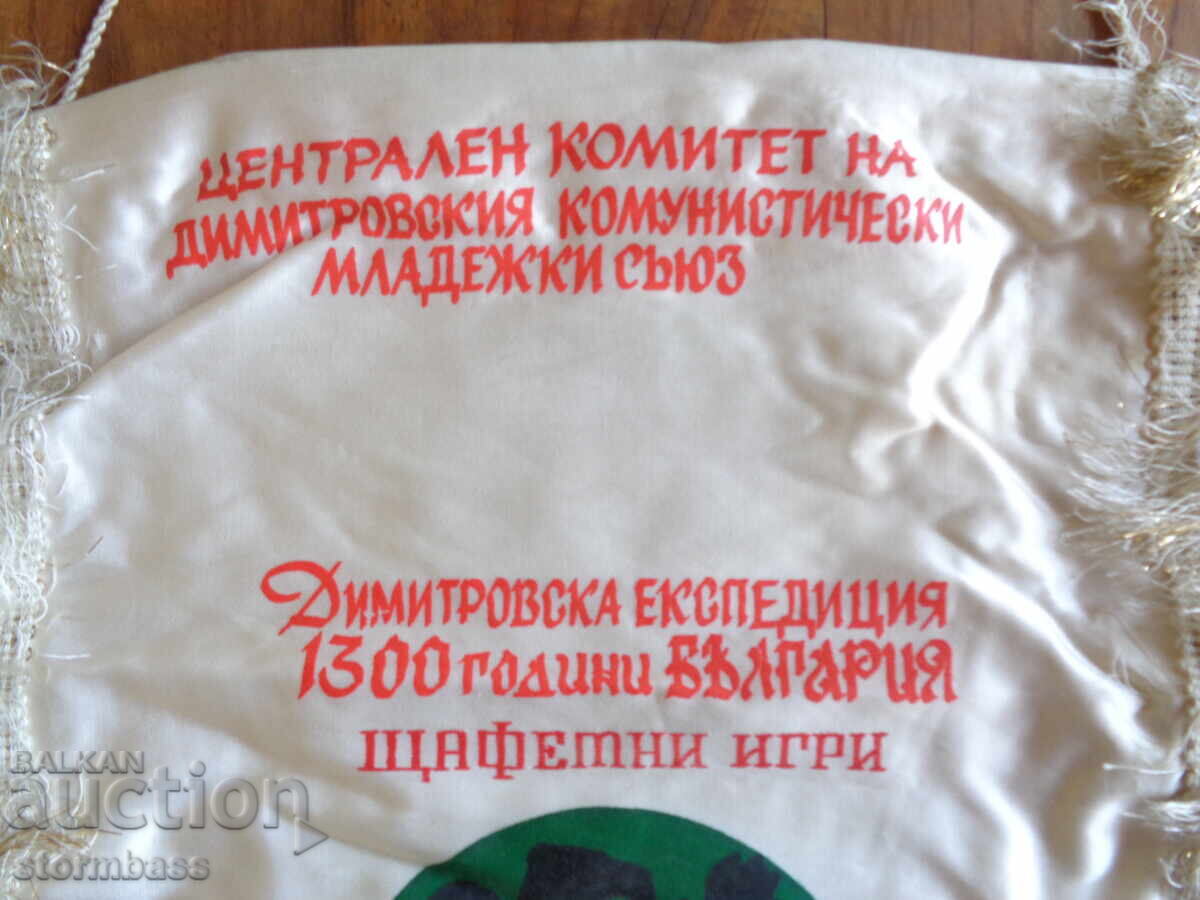 ЦЕНТРАЛЕН КОМИТЕТ НА
ДИМИТРОВСКИЯ КОМУНИСТИЧЕСКИ
МЛАДЕЖКИ СЪЮЗ
ДИМИТРОВСКА ЕКСПЕДИЦИЯ
1300 години БЪЛГАРИЯ
ЩАФЕТНИ ИГРИ
BALKAN
auction
stormbass